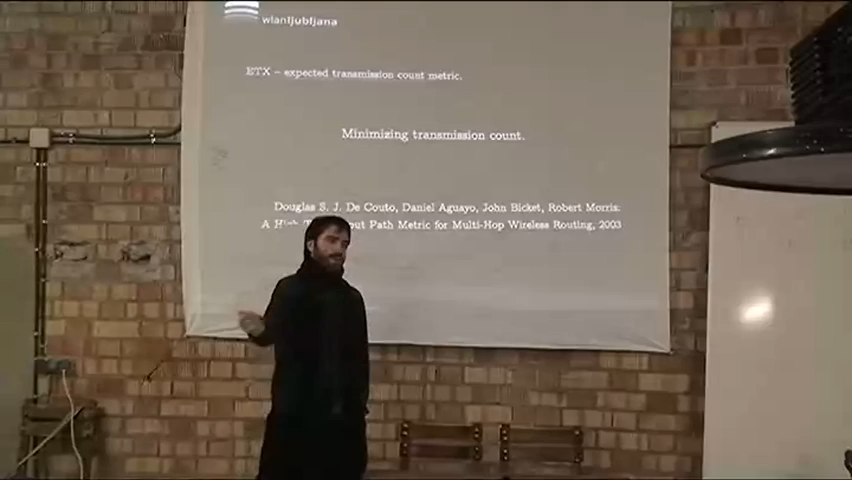 wlanljubljana
ETX – expected transmission count metric.
Minimizing transmission count.
Douglas S. J. De Couto, Daniel Aguayo, John Bicket, Robert Morris:
A Path Metric for Multi-Hop Wireless Routing, 2003